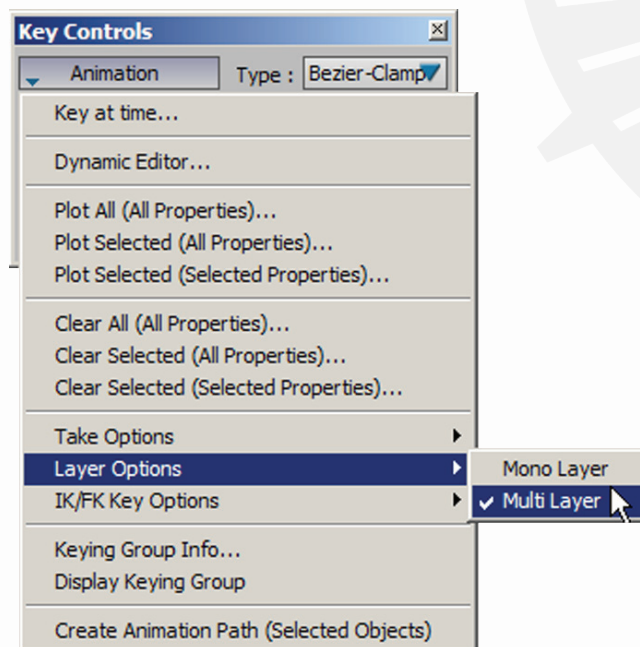 Key Controls
Animation Type : Bezier-Clamp
Key at time...
Dynamic Editor...
Plot All (All Properties)...
Plot Selected (All Properties)...
Plot Selected (Selected Properties)...
Clear All (All Properties)...
Clear Selected (All Properties)...
Clear Selected (Selected Properties)...
Take Options
Layer Options
Mono Layer
IK/FK Key Options
Multi Layer
Keying Group Info...
Display Keying Group
Create Animation Path (Selected Objects)